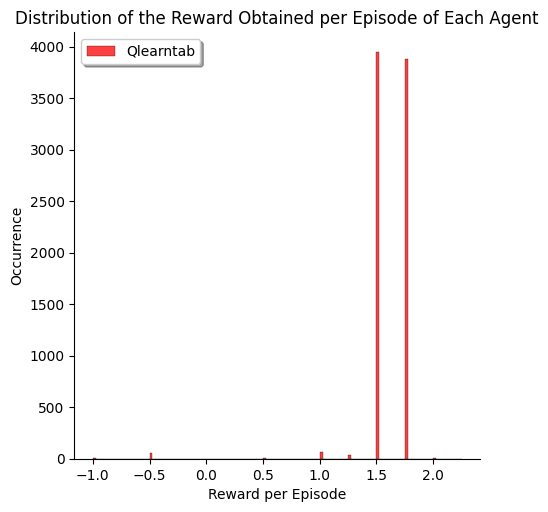 Distribution of the Reward Obtained per Episode of Each Agent
Qlearntab
4000
3500
3000
2500
2000
1500
1000
500
0
Occurrence
−1.0 −0.5 0.0 0.5 1.0 1.5 2.0
Reward per Episode